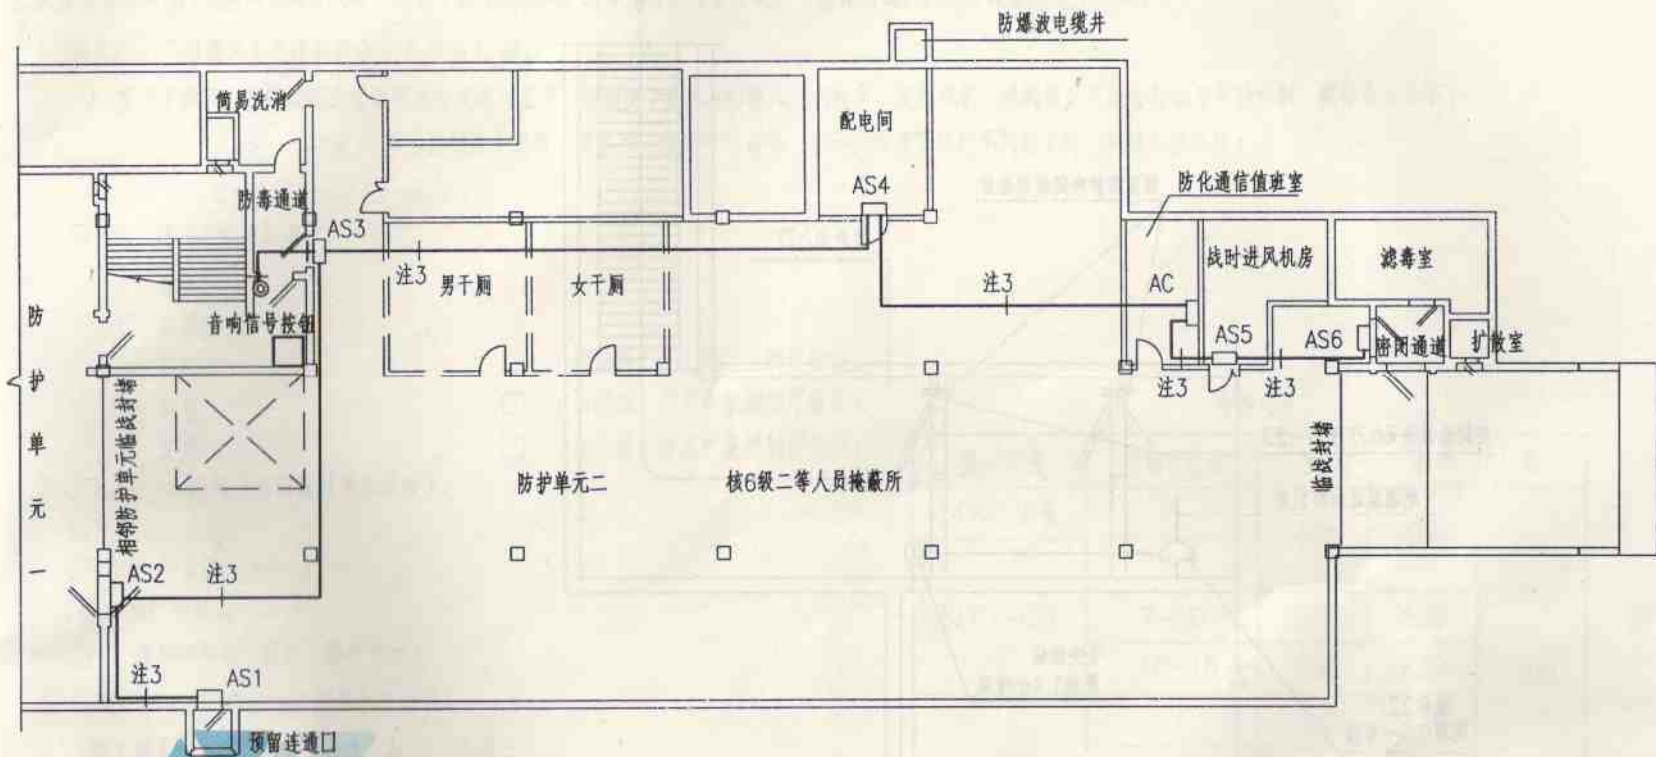 防爆波电缆井
简易洗消
配电间
防毒通道
AS4
防化通信值班室
AS3
注3
男干厕
女干厕
注3
AC
战时进风机房
滤毒室
音响信号按钮
AS5
AS6
密闭通道
扩散室
注3
注3
防护单元一
相邻防护单元临战封堵
防护单元二
核6级二等人员掩蔽所
临战封堵
AS2
注3
注3
AS1
预留连通口